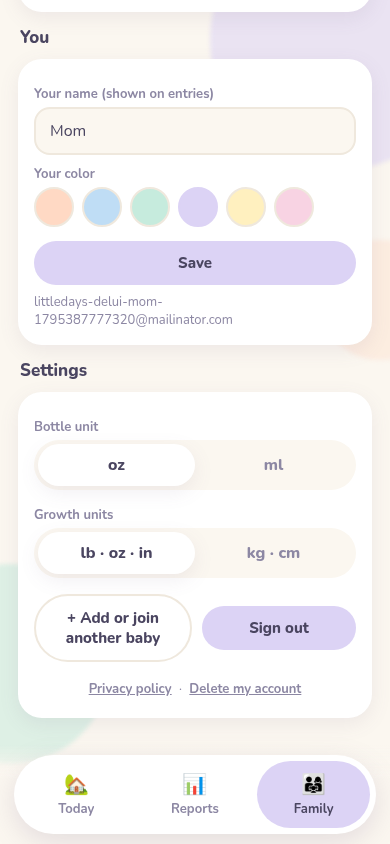 You
Your name (shown on entries)
Mom
Your color
Save
littledays-delui-mom-
1795387777320@mailinator.com
Settings
Bottle unit
oz
ml
Growth units
lb · oz · in
kg · cm
+ Add or join
another baby
Sign out
Privacy policy · Delete my account
Today
Reports
Family